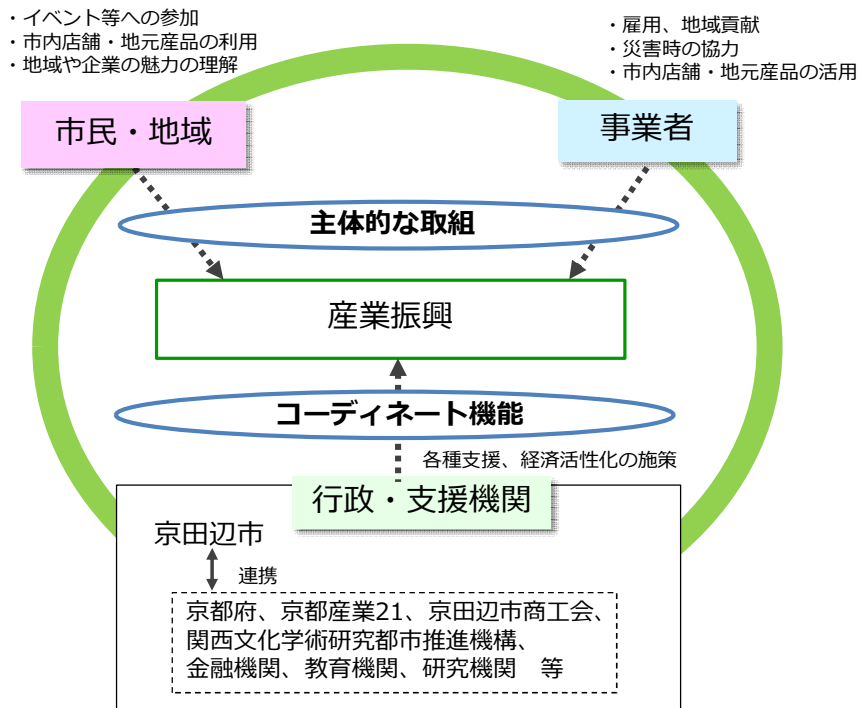 ・イベント等への参加
・市内店舗・地元産品の利用
・地域や企業の魅力の理解
・雇用、地域貢献
・災害時の協力
・市内店舗・地元産品の活用
市民・地域
事業者
主体的な取組
産業振興
コーディネート機能
各種支援、経済活性化の施策
行政・支援機関
京田辺市
連携
京都府、京都産業21、京田辺市商工会、
関西文化学術研究都市推進機構、
金融機関、教育機関、研究機関　等